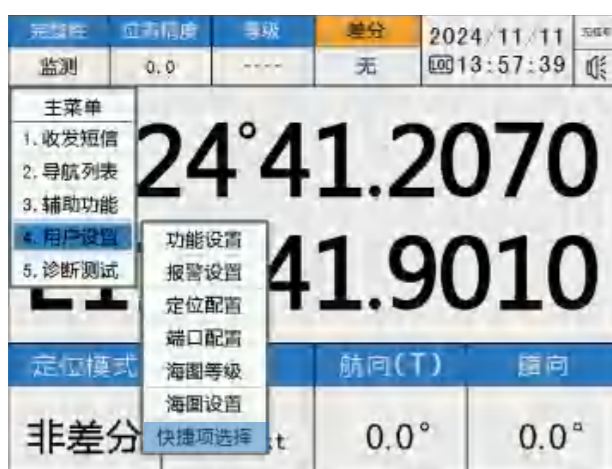 完整性 位置精度 等级 差分 2024/11/11
监测 0.0 ---- 无 LOC 13:57:39
主菜单
1.收发短信
2.导航列表
3.辅助功能
4.用户设置
5.诊断测试
24°41.2070
41.9010
功能设置
报警设置
定位配置
端口配置
海图等级
海图设置
快捷项选择
定位模式 航向(T) 艏向
非差分 kt 0.0° 0.0°